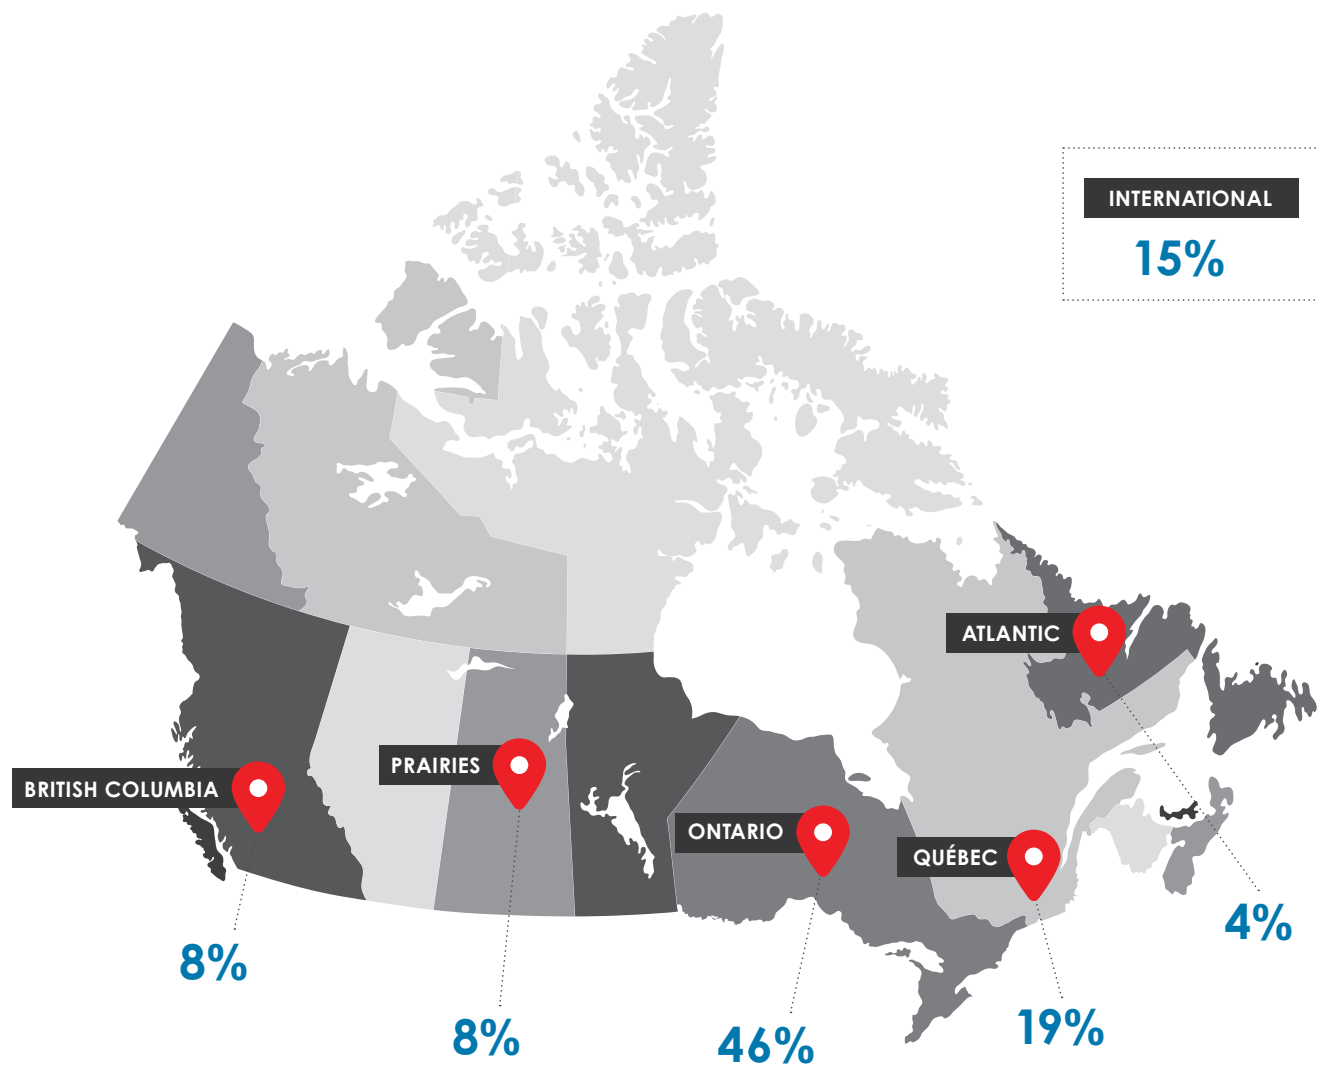 INTERNATIONAL
15%
ATLANTIC
PRAIRIES
BRITISH COLUMBIA
ONTARIO
QUÉBEC
4%
8%
8%
46%
19%